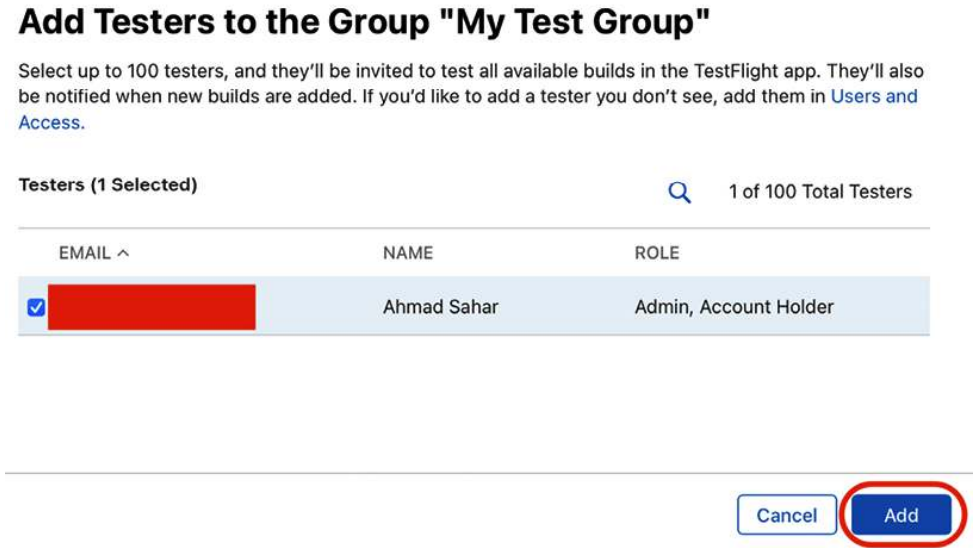 Add Testers to the Group "My Test Group"
Select up to 100 testers, and they’ll be invited to test all available builds in the TestFlight app. They’ll also
be notified when new builds are added. If you’d like to add a tester you don’t see, add them in Users and
Access.
Testers (1 Selected)
1 of 100 Total Testers
EMAIL NAME ROLE
Ahmad Sahar Admin, Account Holder
Cancel Add